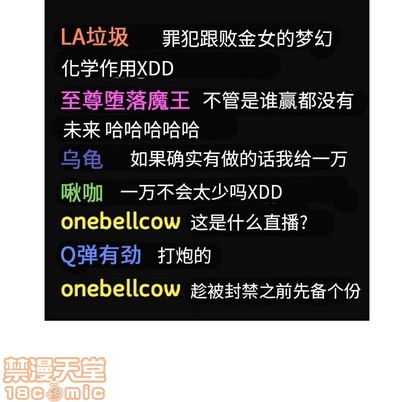 LA垃圾 罪犯跟败金女的梦幻
化学作用XDD
至尊堕落魔王 不管是谁赢都没有
未来 哈哈哈哈哈
乌龟 如果确实有做的话我给一万
啾咖 一万不会太少吗XDD
onebellcow 这是什么直播?
Q弹有劲 打炮的
onebellcow 趁被封禁之前先备个份
禁漫天堂
18comic